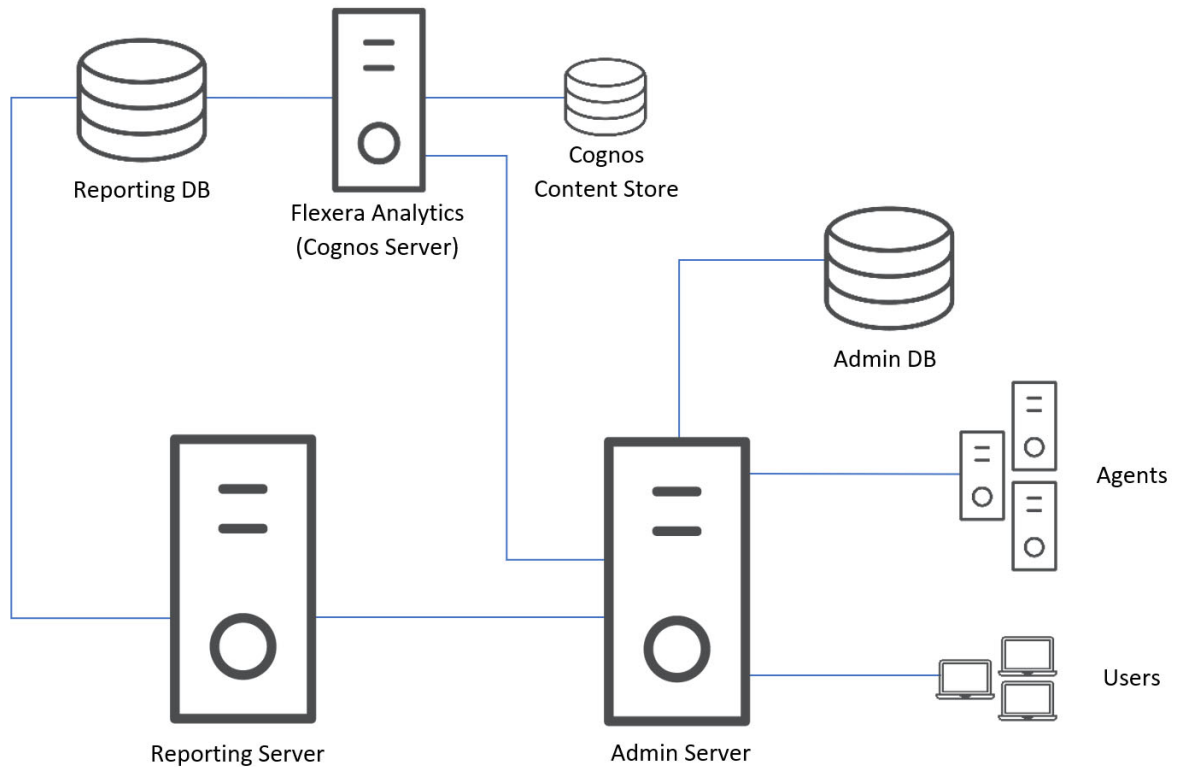 Reporting DB
Flexera Analytics
(Cognos Server)
Cognos
Content Store
Admin DB
Agents
Users
Reporting Server
Admin Server